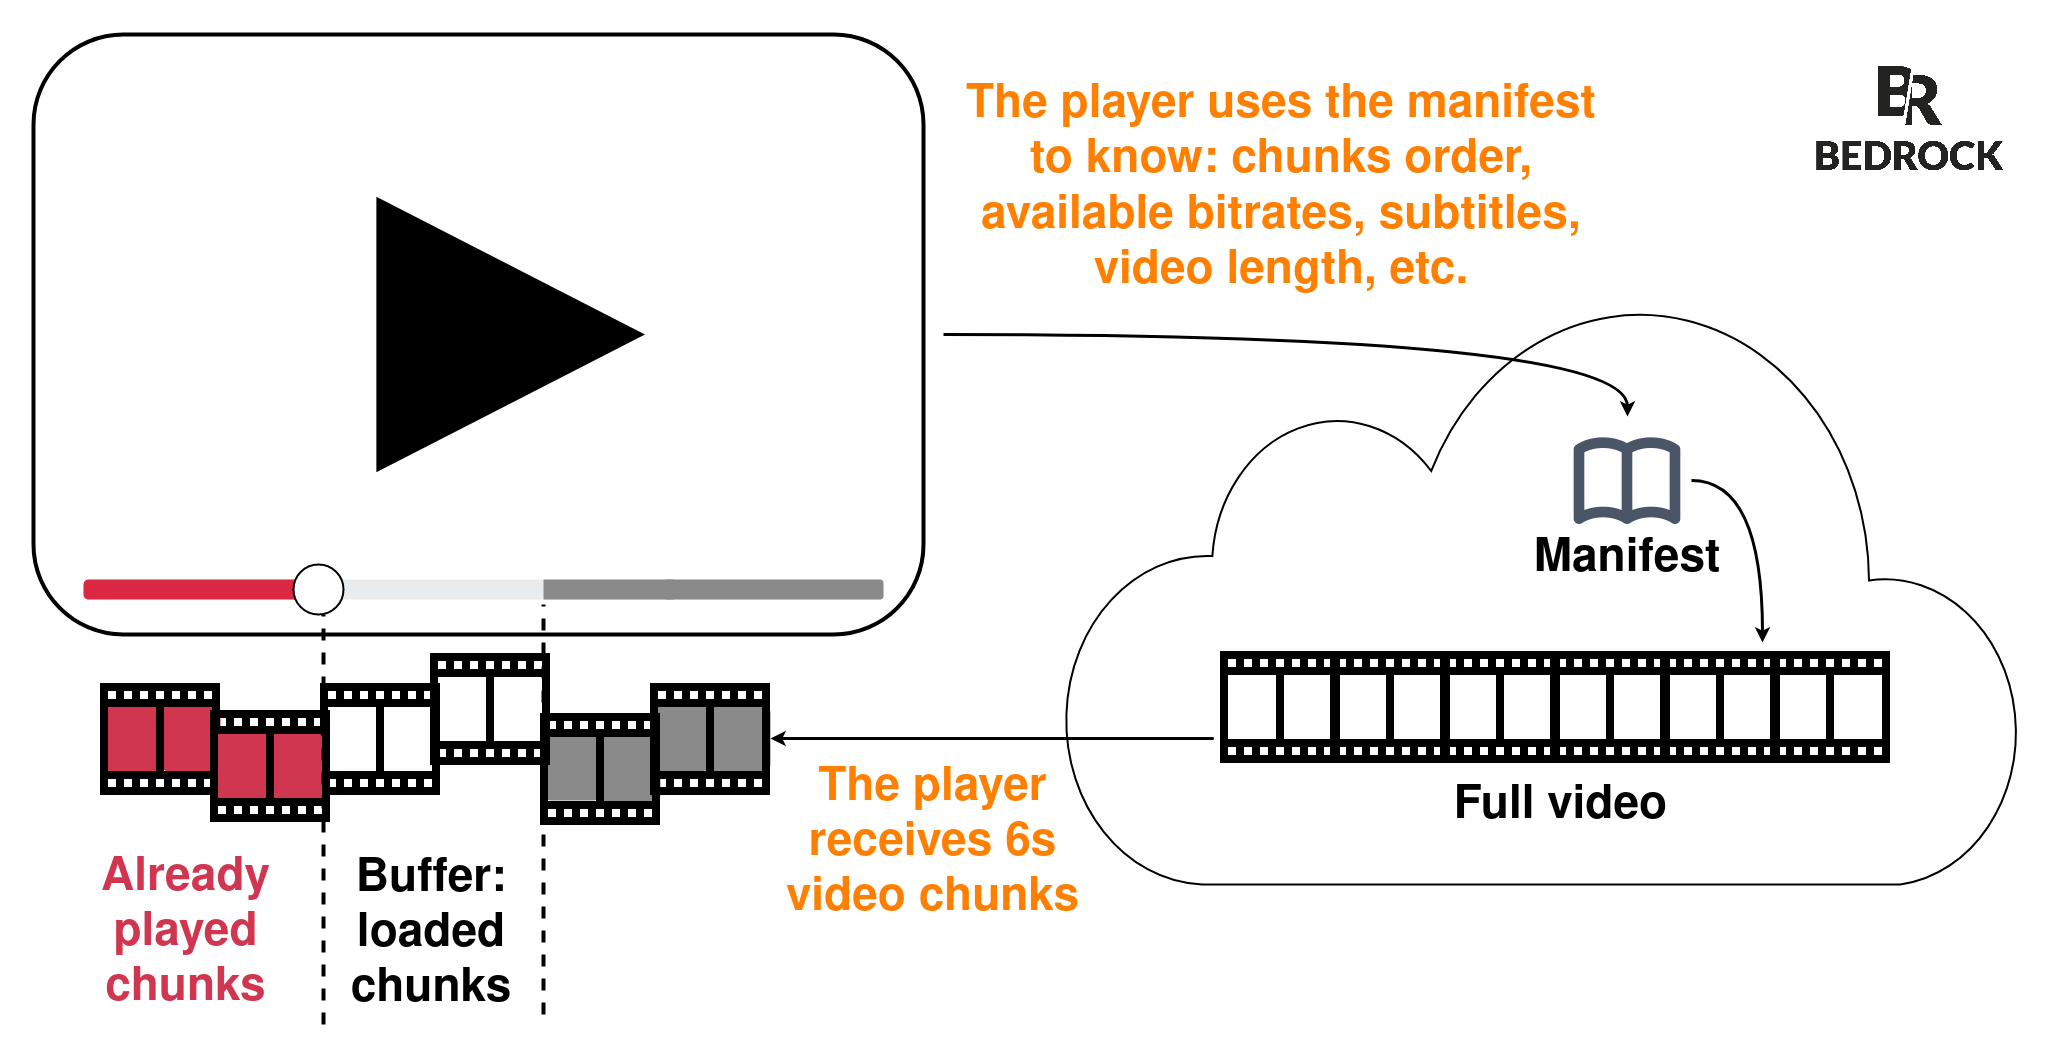 The player uses the manifest
to know: chunks order,
available bitrates, subtitles,
video length, etc.
BR
BEDROCK
Manifest
Full video
The player
receives 6s
video chunks
Already
played
chunks
Buffer:
loaded
chunks